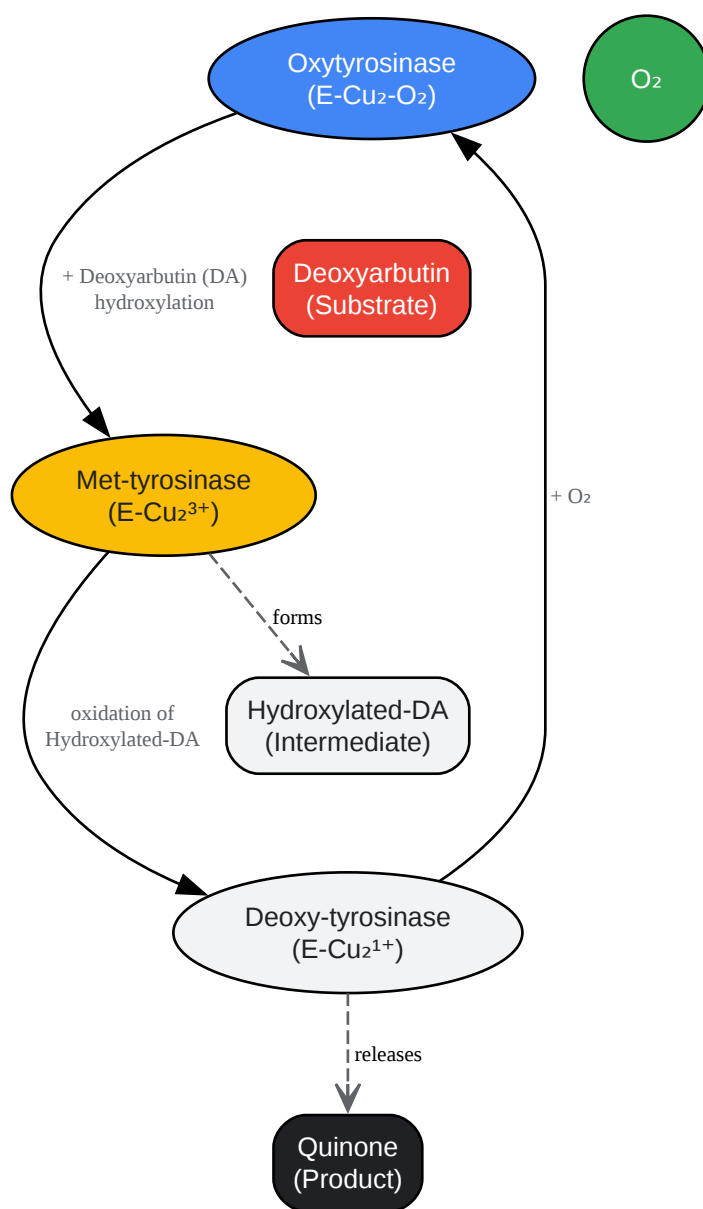 Oxytyrosinase
(E-Cu₂-O₂)
O₂
+ Deoxyarbutin (DA)
hydroxylation
Deoxyarbutin
(Substrate)
Met-tyrosinase
(E-Cu₂³⁺)
+ O₂
forms
oxidation of
Hydroxylated-DA
Hydroxylated-DA
(Intermediate)
Deoxy-tyrosinase
(E-Cu₂¹⁺)
releases
Quinone
(Product)